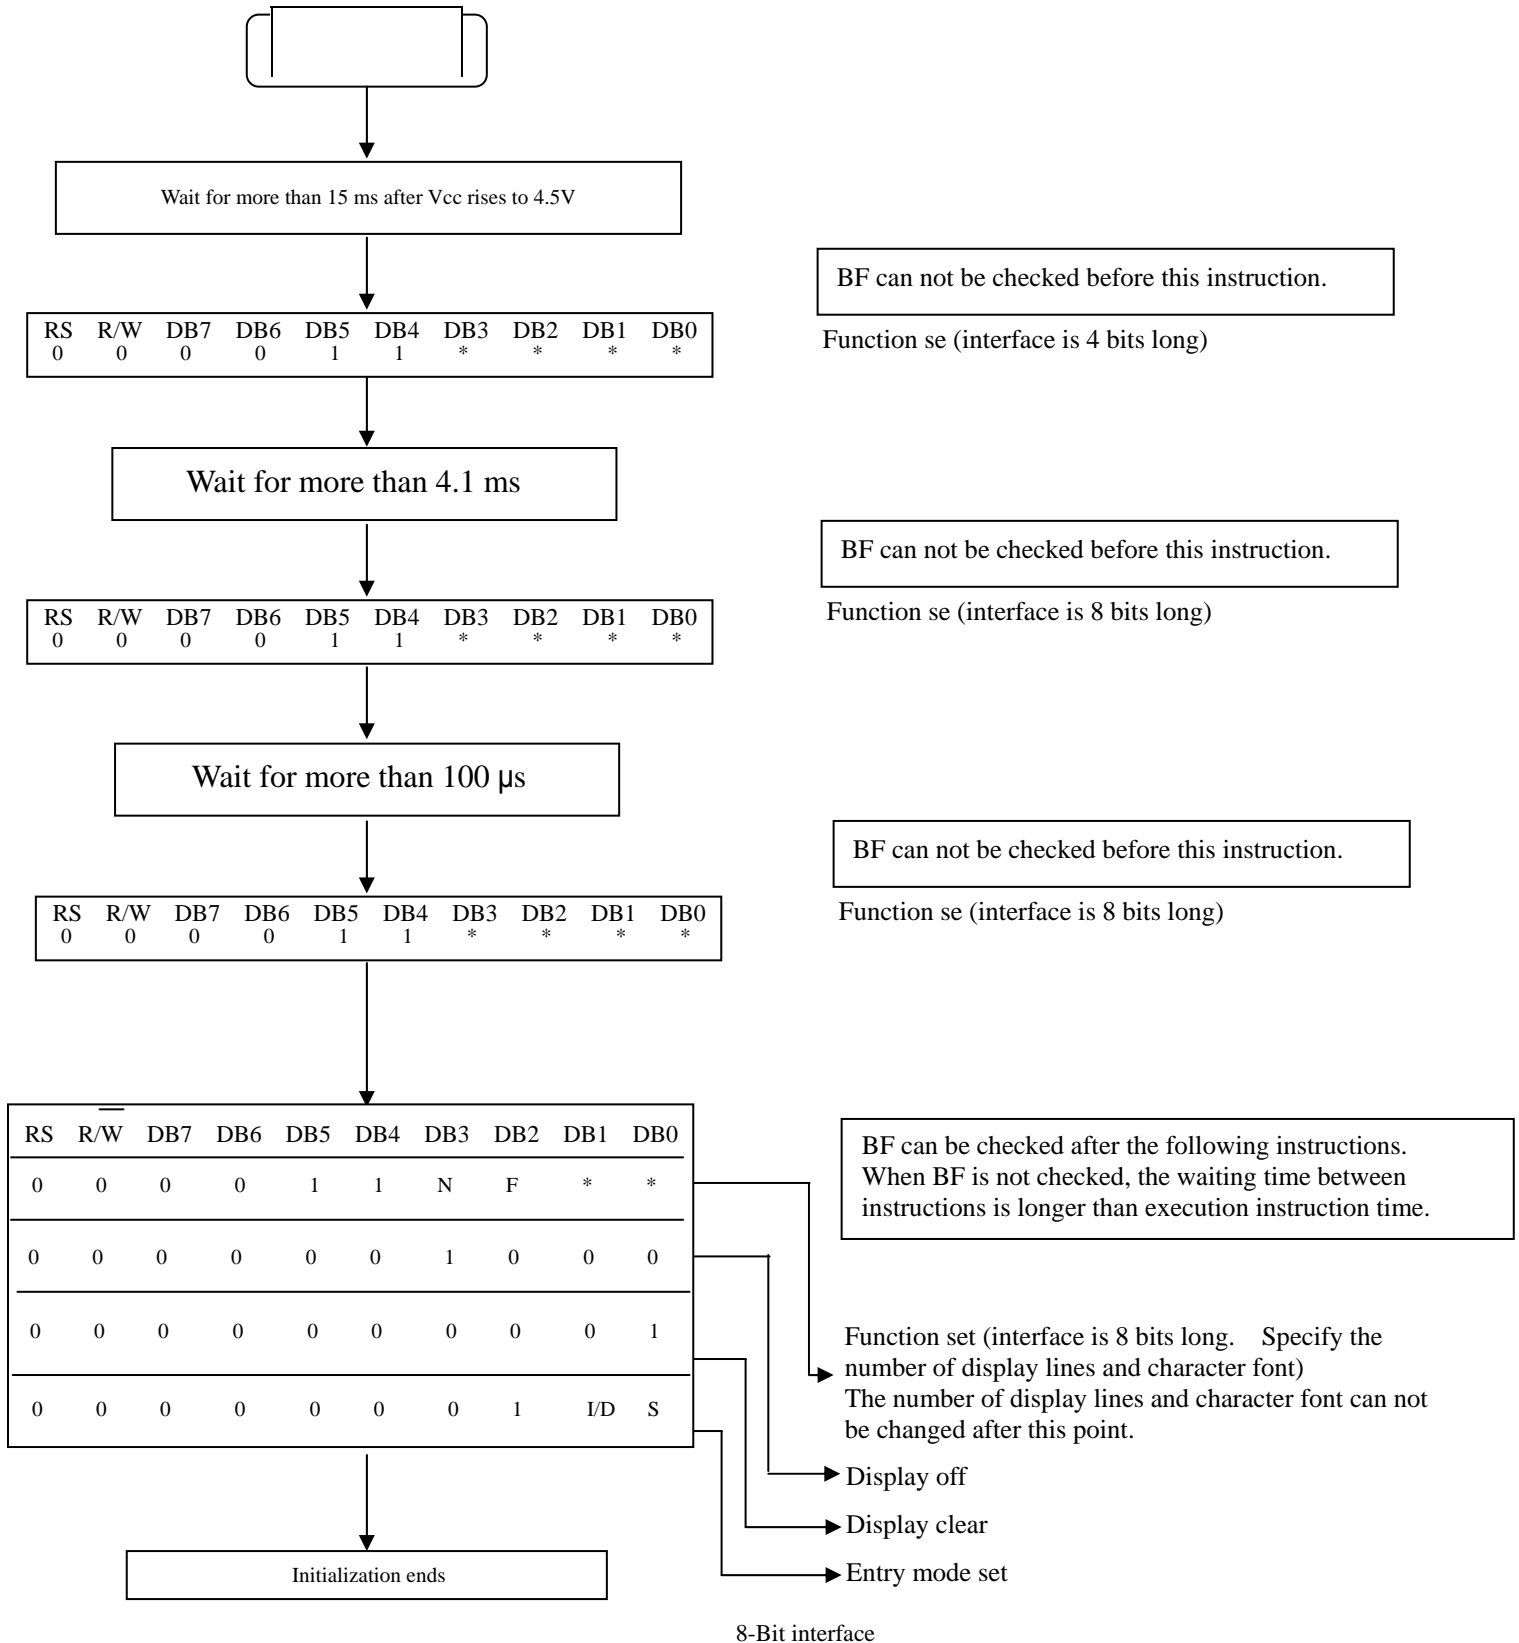 Wait for more than 15 ms after Vcc rises to 4.5V
BF can not be checked before this instruction.
RS R/W DB7 DB6 DB5 DB4 DB3 DB2 DB1 DB0
0 0 0 0 1 1 * * * *
Function se (interface is 4 bits long)
Wait for more than 4.1 ms
BF can not be checked before this instruction.
RS R/W DB7 DB6 DB5 DB4 DB3 DB2 DB1 DB0
0 0 0 0 1 1 * * * *
Function se (interface is 8 bits long)
Wait for more than 100 µs
BF can not be checked before this instruction.
RS R/W DB7 DB6 DB5 DB4 DB3 DB2 DB1 DB0
0 0 0 0 1 1 * * * *
Function se (interface is 8 bits long)
RS R/W DB7 DB6 DB5 DB4 DB3 DB2 DB1 DB0
0 0 0 0 1 1 N F * *
0 0 0 0 0 0 1 0 0 0
0 0 0 0 0 0 0 0 0 1
0 0 0 0 0 0 0 1 I/D S
BF can be checked after the following instructions.
When BF is not checked, the waiting time between
instructions is longer than execution instruction time.
Function set (interface is 8 bits long. Specify the
number of display lines and character font)
The number of display lines and character font can not
be changed after this point.
Display off
Display clear
Entry mode set
Initialization ends
8-Bit interface